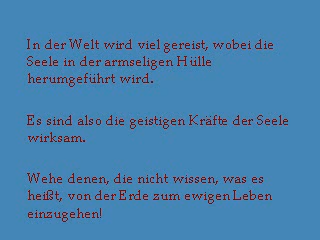 In der Welt wird viel gereist, wobei die
Seele in der armseligen Hülle
herumgeführt wird.
Es sind also die geistigen Kräfte der Seele
wirksam.
Wehe denen, die nicht wissen, was es
heißt, von der Erde zum ewigen Leben
einzugehen!